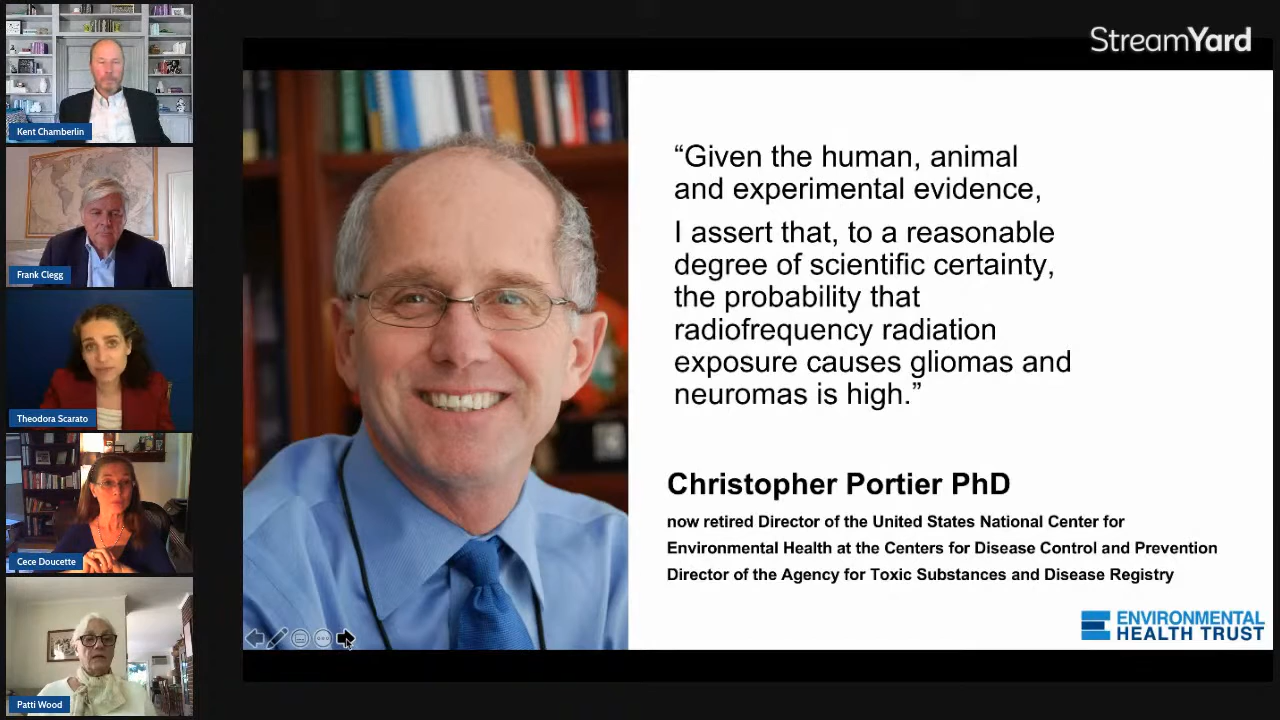 StreamYard
Kent Chamberlin
Frank Clegg
Theodora Scarato
Cece Doucette
Patti Wood
“Given the human, animal
and experimental evidence,
I assert that, to a reasonable
degree of scientific certainty,
the probability that
radiofrequency radiation
exposure causes gliomas and
neuromas is high.”
Christopher Portier PhD
now retired Director of the United States National Center for
Environmental Health at the Centers for Disease Control and Prevention
Director of the Agency for Toxic Substances and Disease Registry
ENVIRONMENTAL
HEALTH TRUST